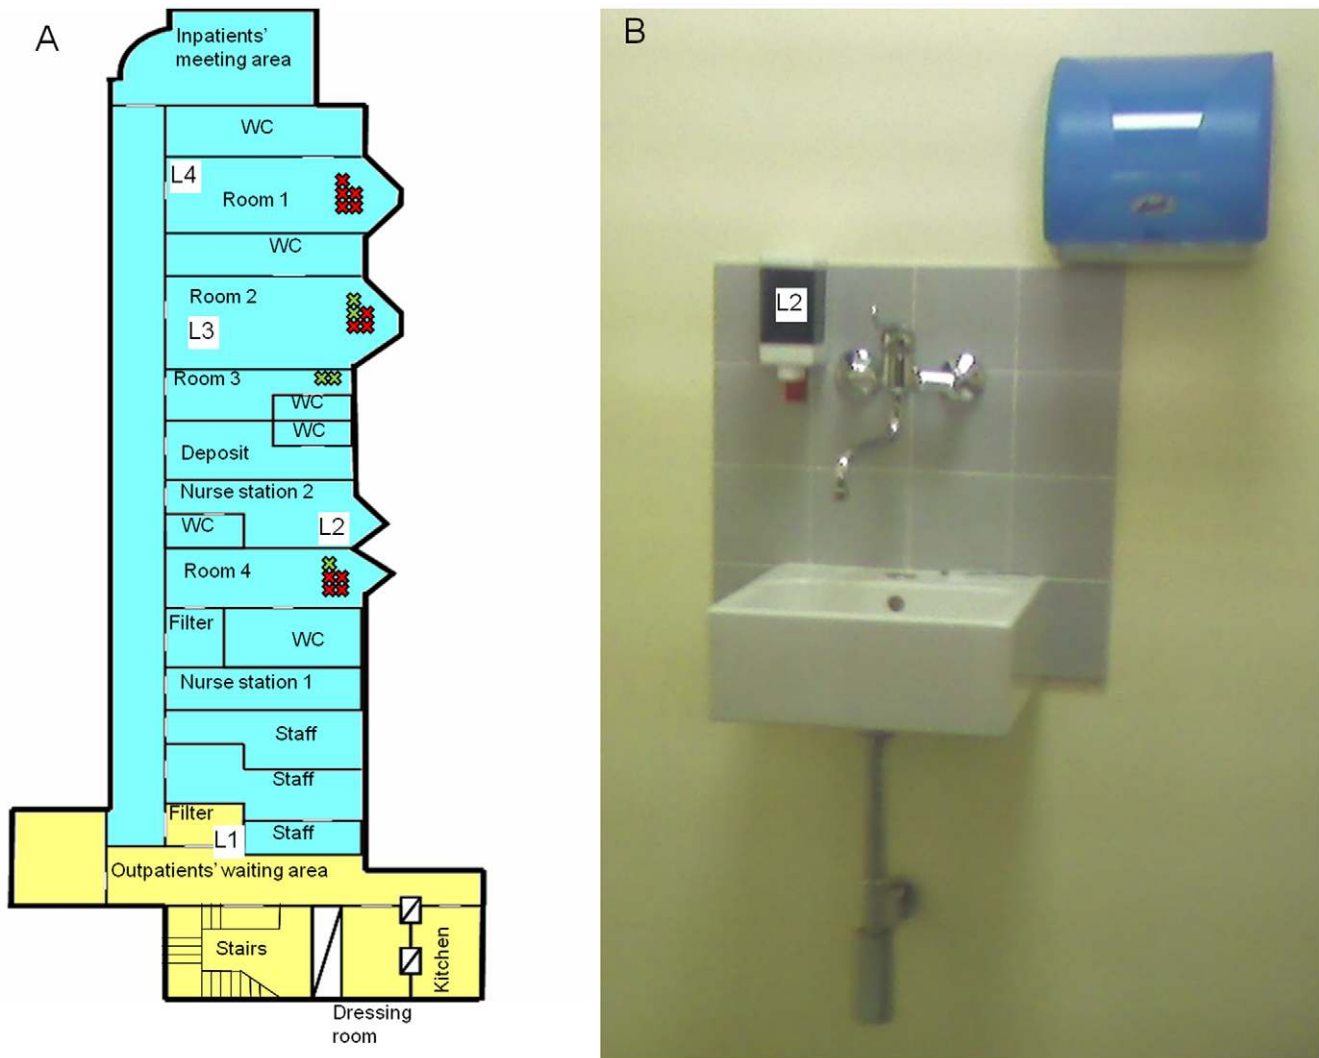 A
Inpatients'
meeting area
WC
L4
Room 1
WC
Room 2
L3
Room 3
WC
WC
Deposit
Nurse station 2
WC
L2
Room 4
Filter
WC
Nurse station 1
Staff
Staff
Filter
L1
Staff
Outpatients' waiting area
Stairs
Kitchen
Dressing
room
B
L2